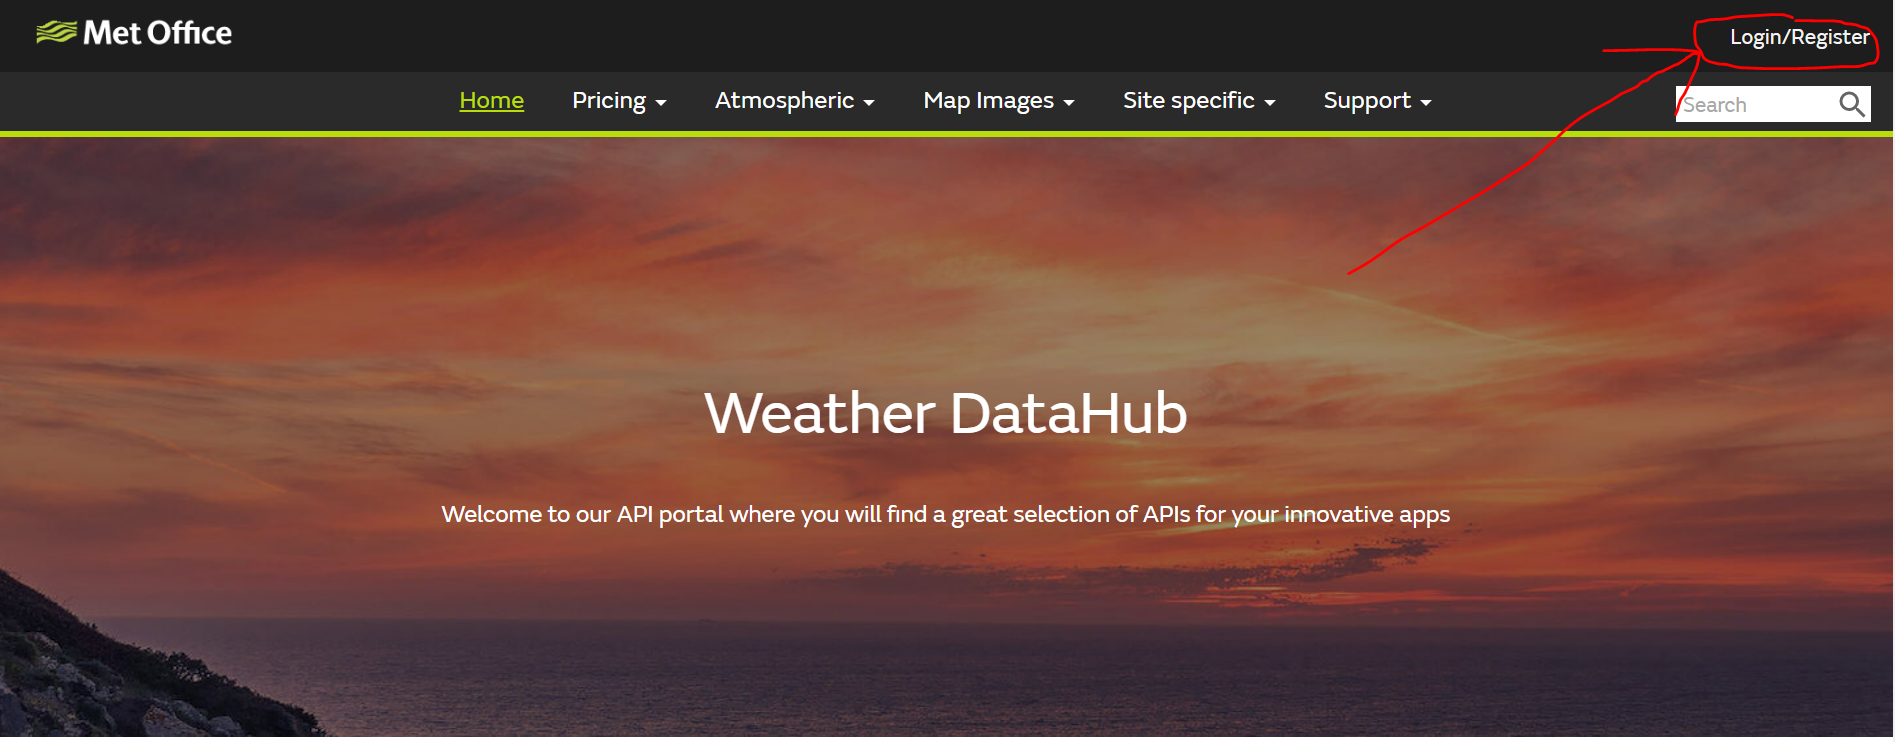 Met Office
Login/Register
Home Pricing Atmospheric Map Images Site specific Support
Search
Weather DataHub
Welcome to our API portal where you will find a great selection of APIs for your innovative apps